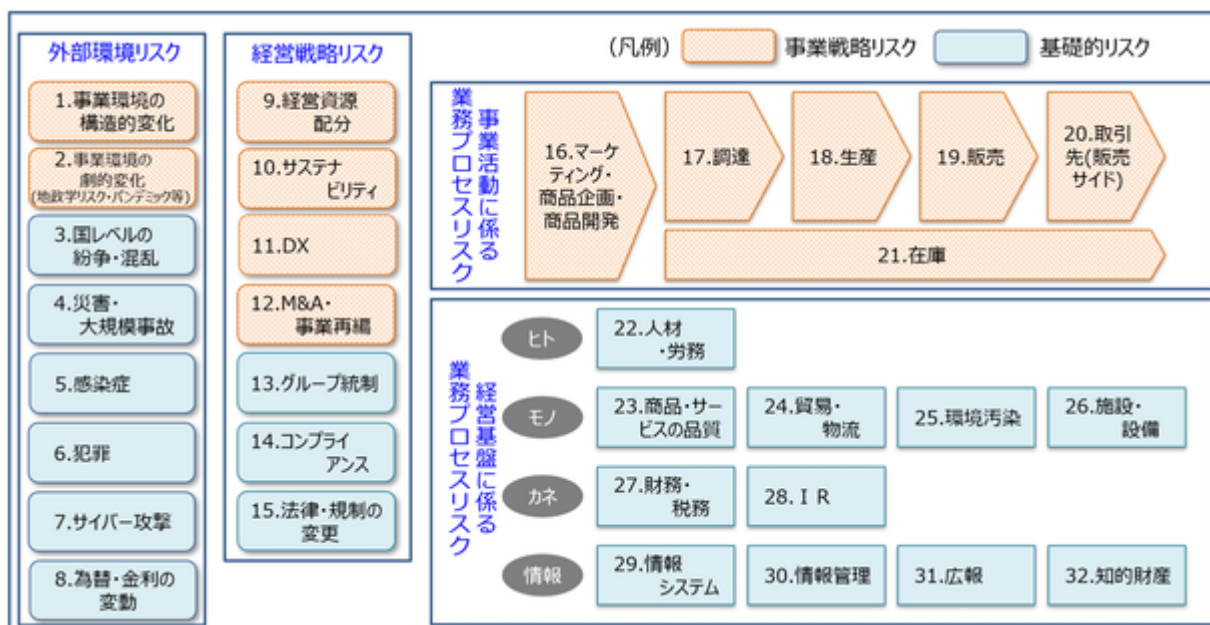 外部環境リスク
1.事業環境の
構造的変化
2.事業環境の
劇的変化
(地政学リスク・パンデミック等)
3.国レベルの
紛争・混乱
4.災害・
大規模事故
5.感染症
6.犯罪
7.サイバー攻撃
8.為替・金利の
変動
経営戦略リスク
9.経営資源
配分
10.サステナ
ビリティ
11.DX
12.M&A・
事業再編
13.グループ統制
14.コンプライ
アンス
15.法律・規制の
変更
(凡例)
事業戦略リスク
基礎的リスク
事業活動に係る
業務プロセスリスク
16.マーケ
ティング・
商品企画・
商品開発
17.調達
18.生産
19.販売
20.取引
先(販売
サイド)
21.在庫
経営基盤に係る
業務プロセスリスク
ヒト
22.人材
・労務
モノ
23.商品・サー
ビスの品質
24.貿易・
物流
25.環境汚染
26.施設・
設備
カネ
27.財務・
税務
28.ＩＲ
情報
29.情報
システム
30.情報管理
31.広報
32.知的財産